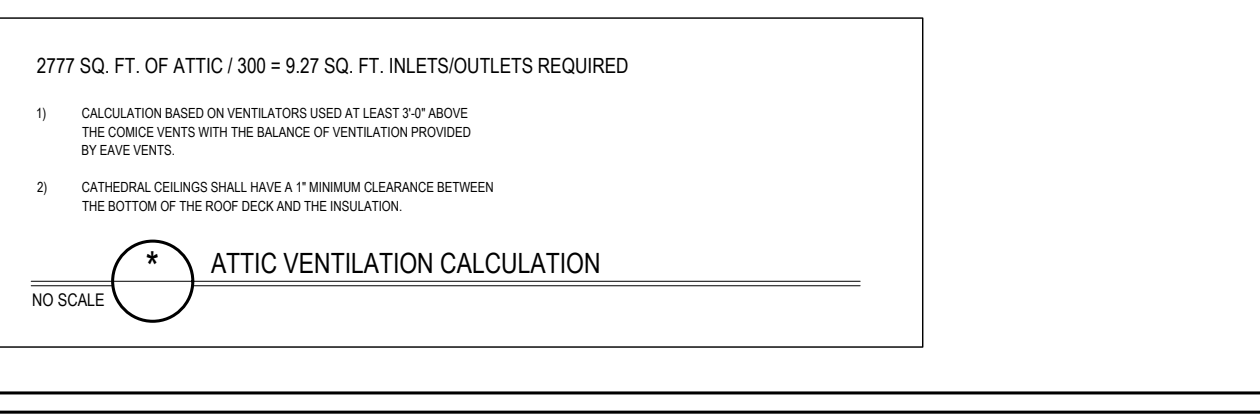 2777 SQ. FT. OF ATTIC / 300 = 9.27 SQ. FT. INLETS/OUTLETS REQUIRED
1) CALCULATION BASED ON VENTILATORS USED AT LEAST 3'-0" ABOVE
THE COMICE VENTS WITH THE BALANCE OF VENTILATION PROVIDED
BY EAVE VENTS.
2) CATHEDRAL CEILINGS SHALL HAVE A 1" MINIMUM CLEARANCE BETWEEN
THE BOTTOM OF THE ROOF DECK AND THE INSULATION.
* ATTIC VENTILATION CALCULATION
NO SCALE